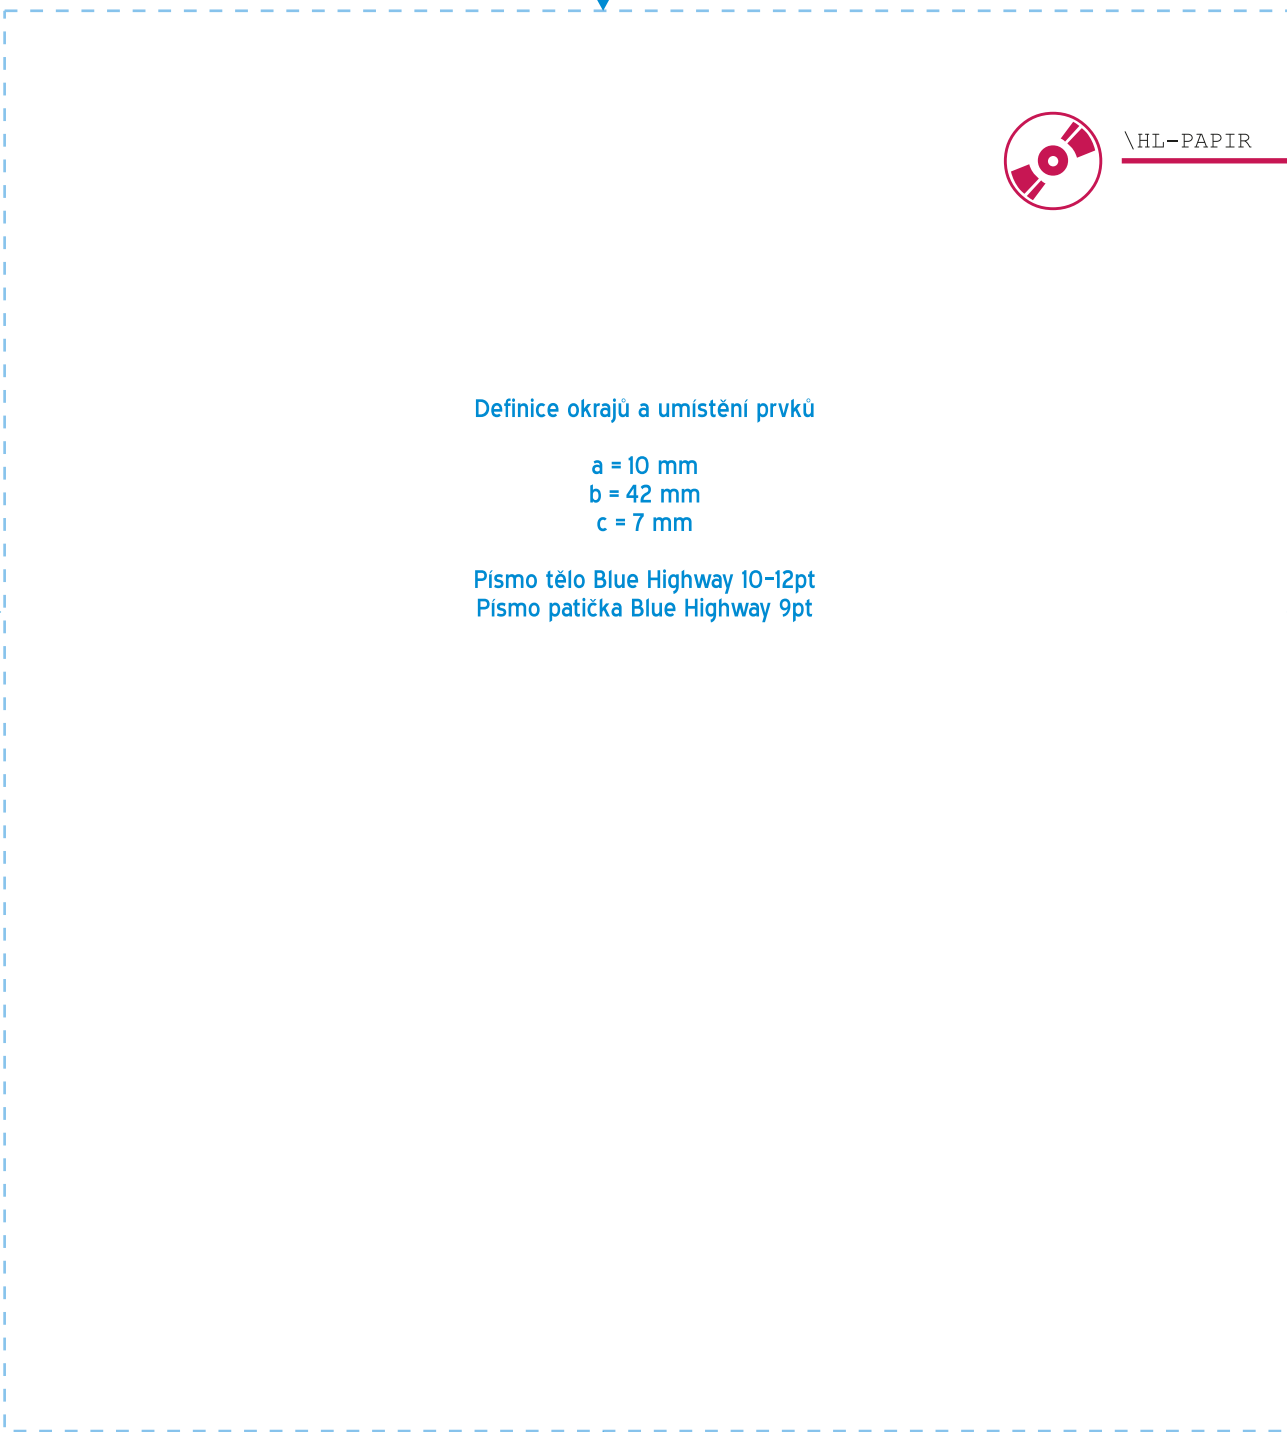 \HL-PAPIR
Definice okrajů a umístění prvků
a = 10 mm
b = 42 mm
c = 7 mm
Písmo tělo Blue Highway 10-12pt
Písmo patička Blue Highway 9pt